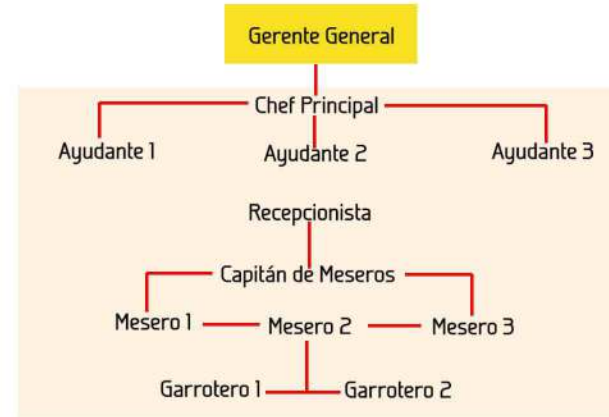 Gerente General
Chef Principal
Ayudante 1
Ayudante 2
Ayudante 3
Recepcionista
Capitán de Meseros
Mesero 1
Mesero 2
Mesero 3
Garrotero 1
Garrotero 2